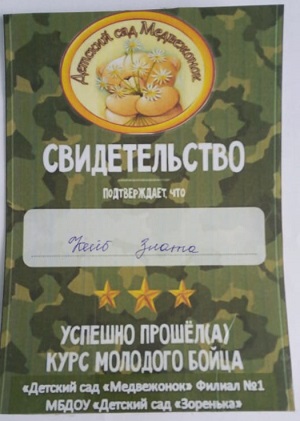 Детский сад Медвежонок
СВИДЕТЕЛЬСТВО
ПОДТВЕРЖДАЕТ, ЧТО
Кейб Злата
УСПЕШНО ПРОШЁЛ(А)
КУРС МОЛОДОГО БОЙЦА
«Детский сад «Медвежонок» Филиал №1
МБДОУ «Детский сад «Зоренька»